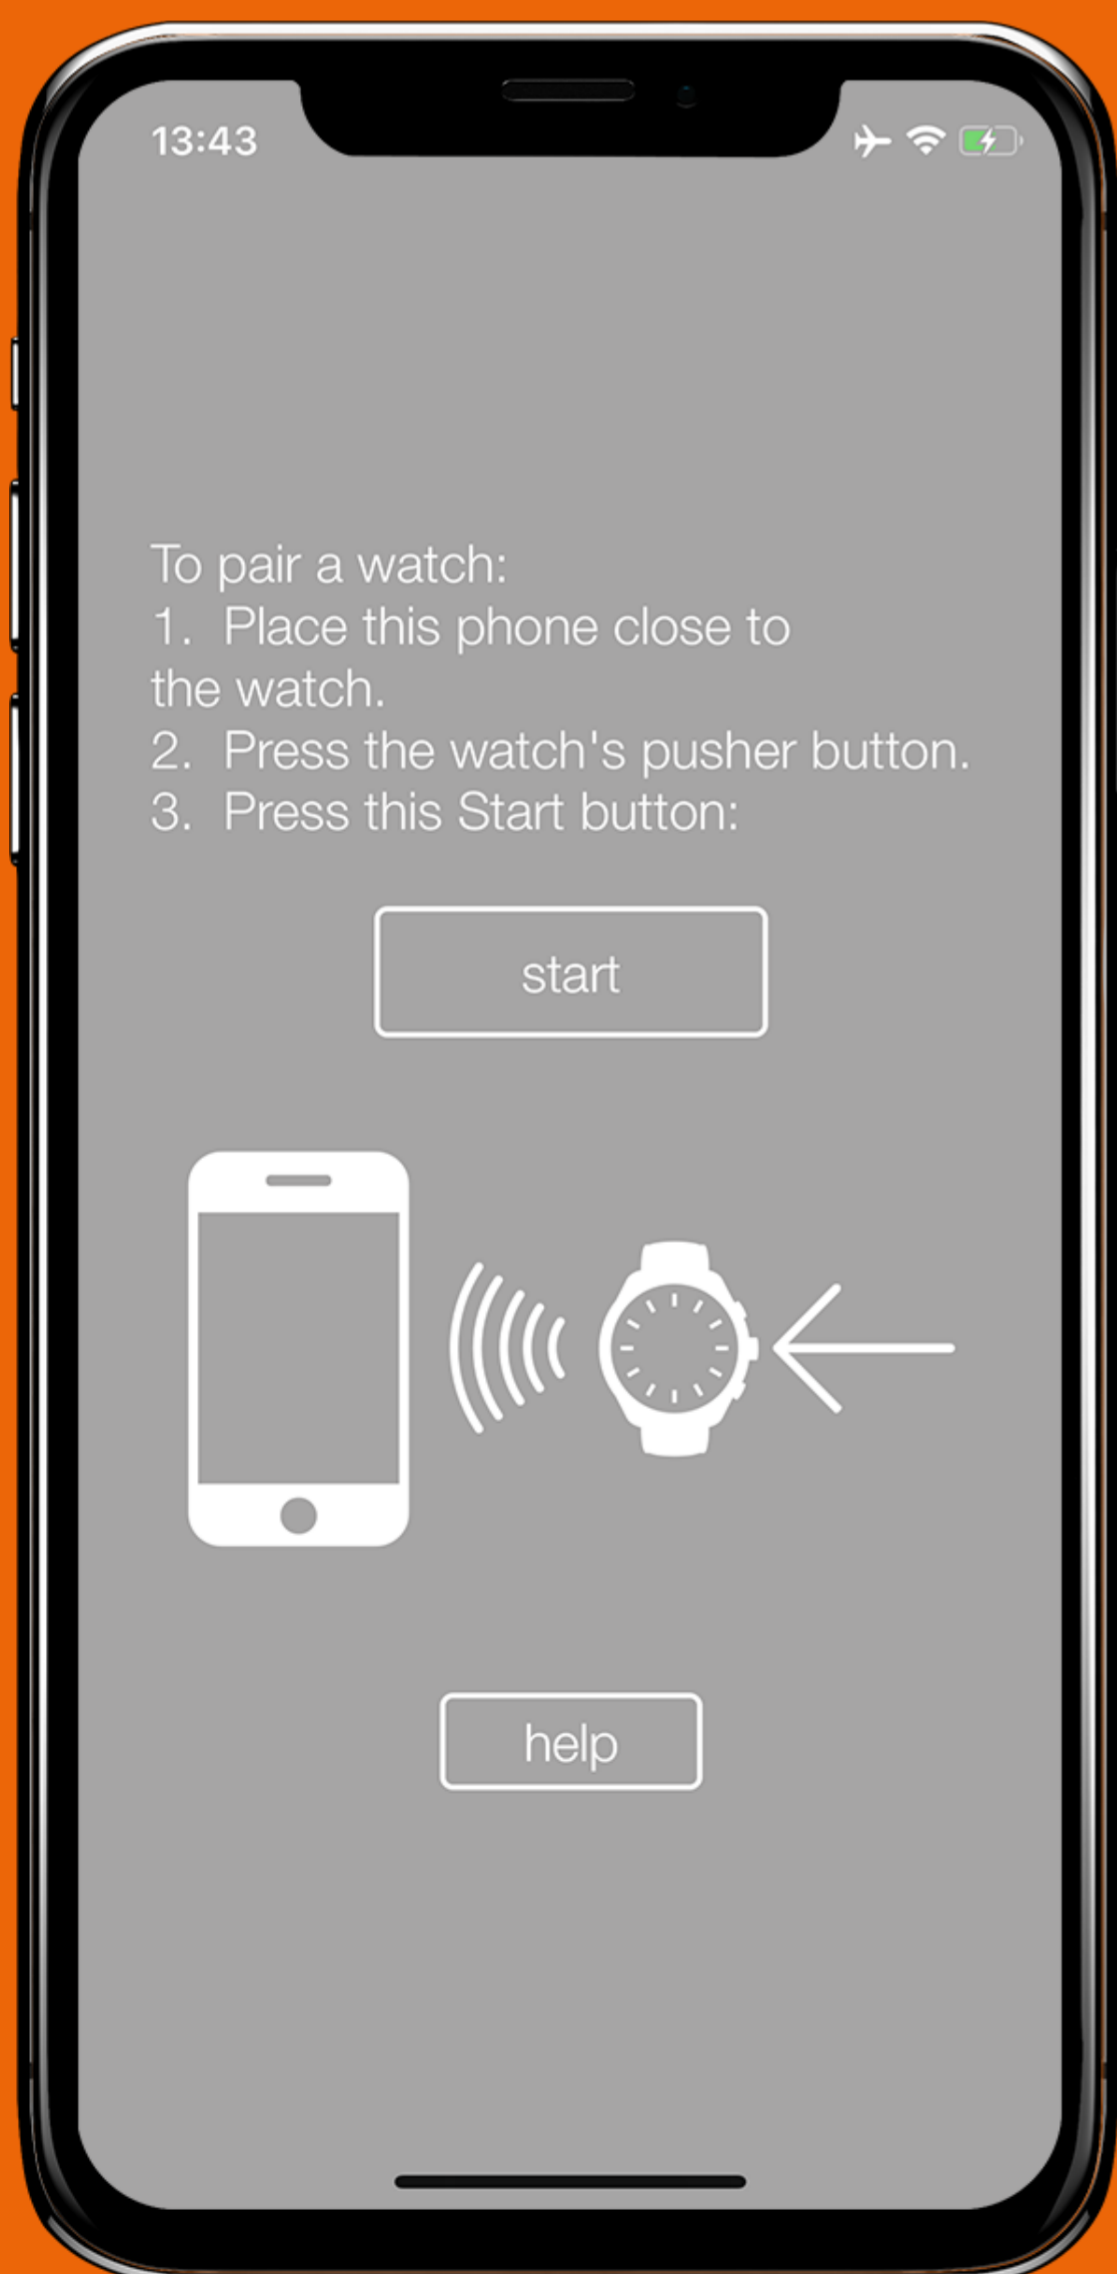 13:43
To pair a watch:
1. Place this phone close to
the watch.
2. Press the watch's pusher button.
3. Press this Start button:
start
help